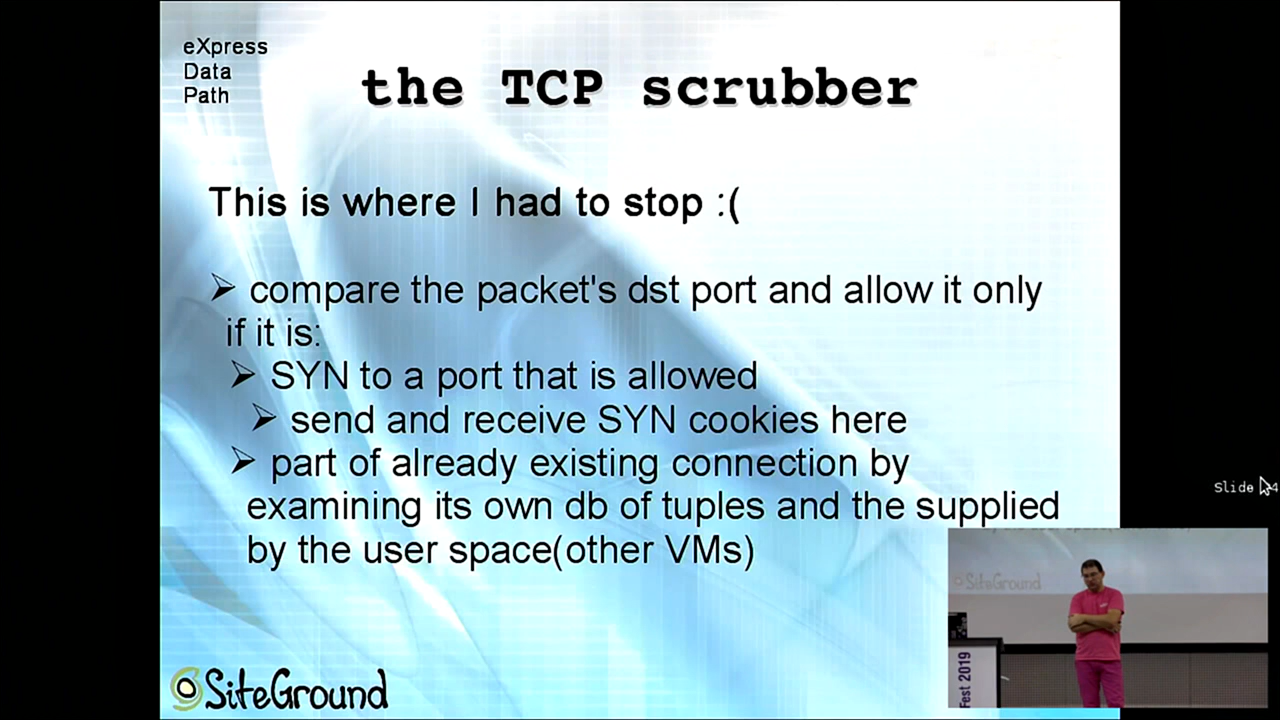 eXpress
Data
Path
the TCP scrubber
This is where I had to stop :(
➢ compare the packet's dst port and allow it only
if it is:
➢ SYN to a port that is allowed
➢ send and receive SYN cookies here
➢ part of already existing connection by
examining its own db of tuples and the supplied
by the user space(other VMs)
Slide
SiteGround
SiteGround
Fest 2019